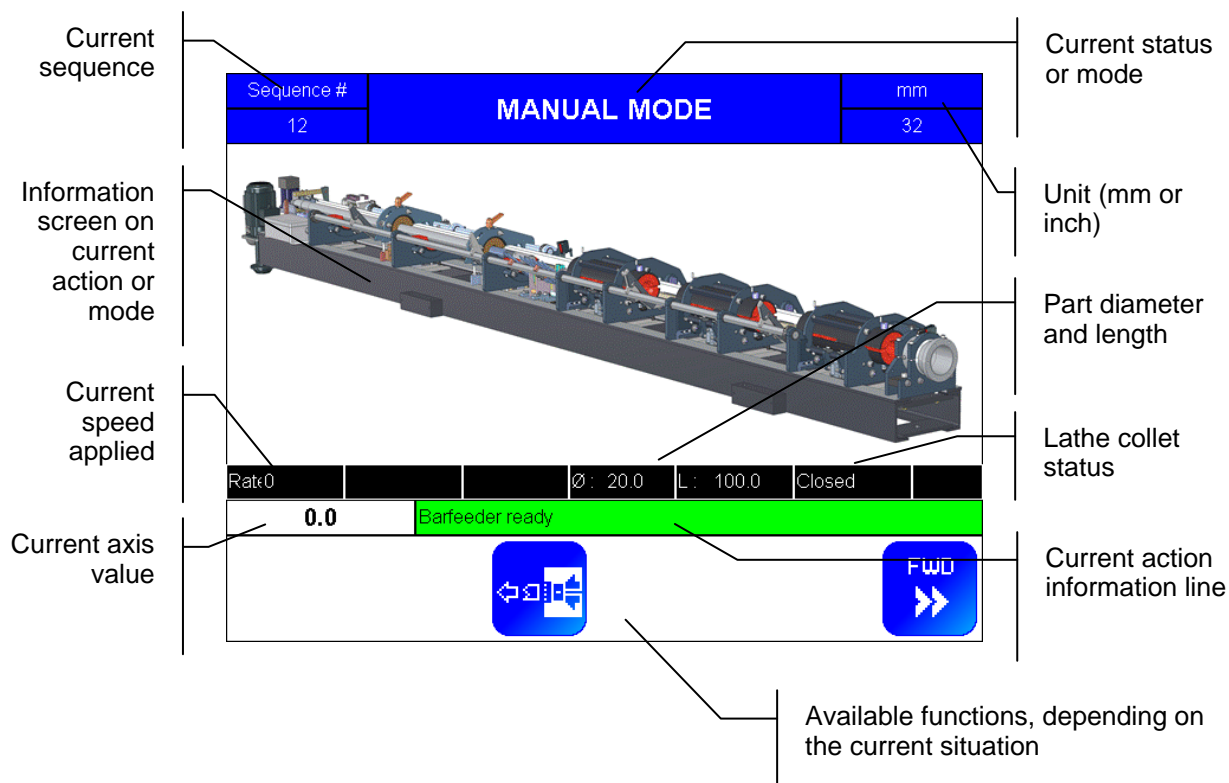 Current
sequence
Current status
or mode
Sequence #
12
MANUAL MODE
mm
32
Information
screen on
current
action or
mode
Unit (mm or
inch)
Part diameter
and length
Current
speed
applied
Lathe collet
status
Rate0
Ø : 20.0
L : 100.0
Closed
0.0
Barfeeder ready
Current axis
value
Current action
information line
FWD
Available functions, depending on
the current situation